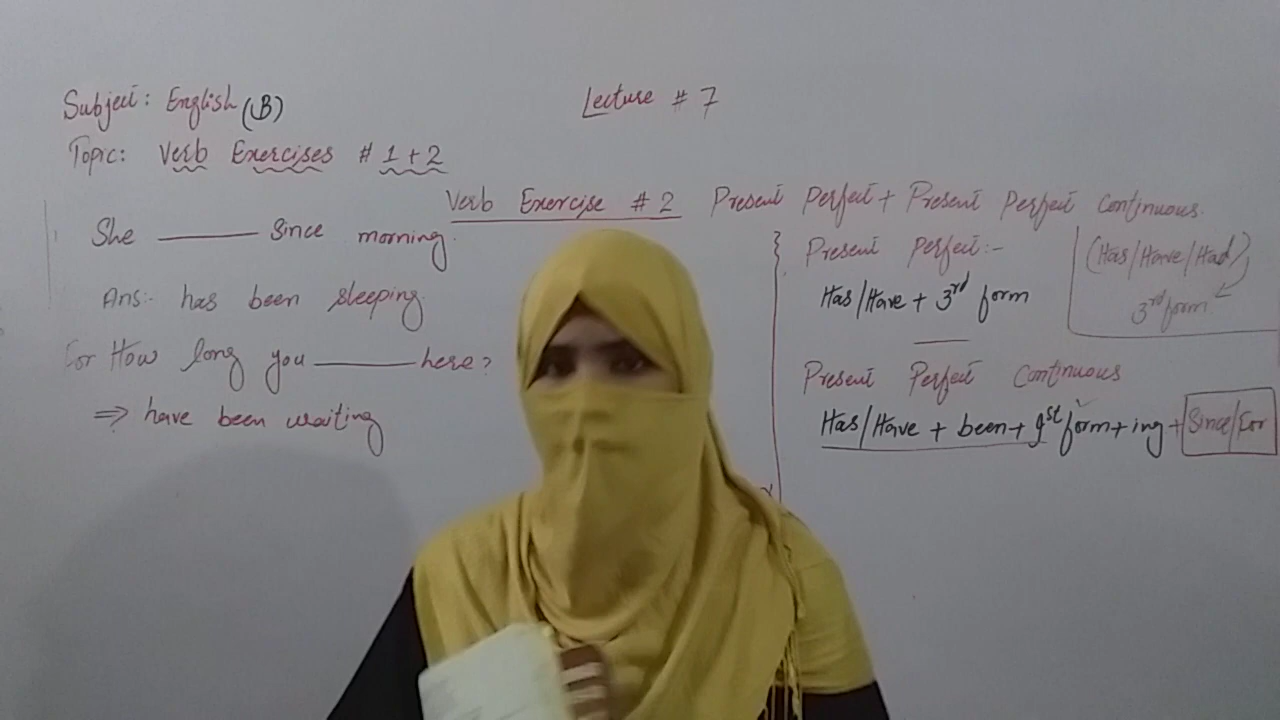 Subject: English (B)
Lecture # 7
Topic: Verb Exercises # 1 + 2
Verb Exercise # 2 Present Perfect + Present Perfect Continuous.
She ______ since morning.
Ans:- has been sleeping.
For How long you ______ here?
⇒ have been waiting
Present Perfect:-
Has/Have + 3rd form
(Has/Have/Had)
3rd form
Present Perfect Continuous
Has/Have + been + 1st form + ing + Since/For